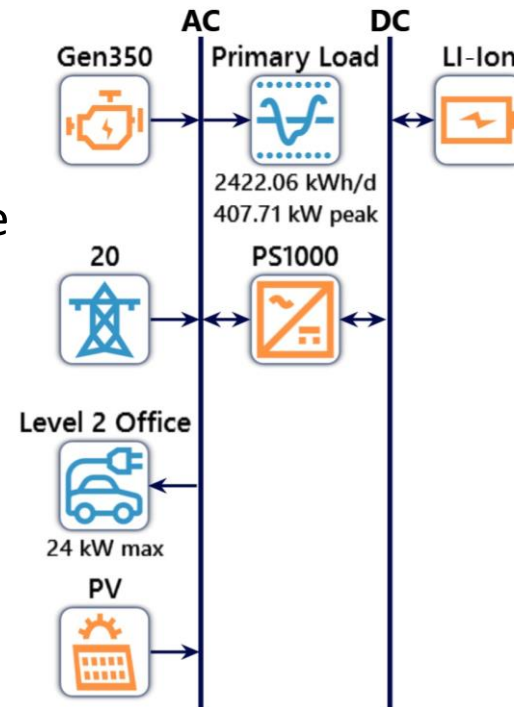 AC DC
Gen350 Primary Load LI-Ion
2422.06 kWh/d
407.71 kW peak
e
20 PS1000
Level 2 Office
24 kW max
PV